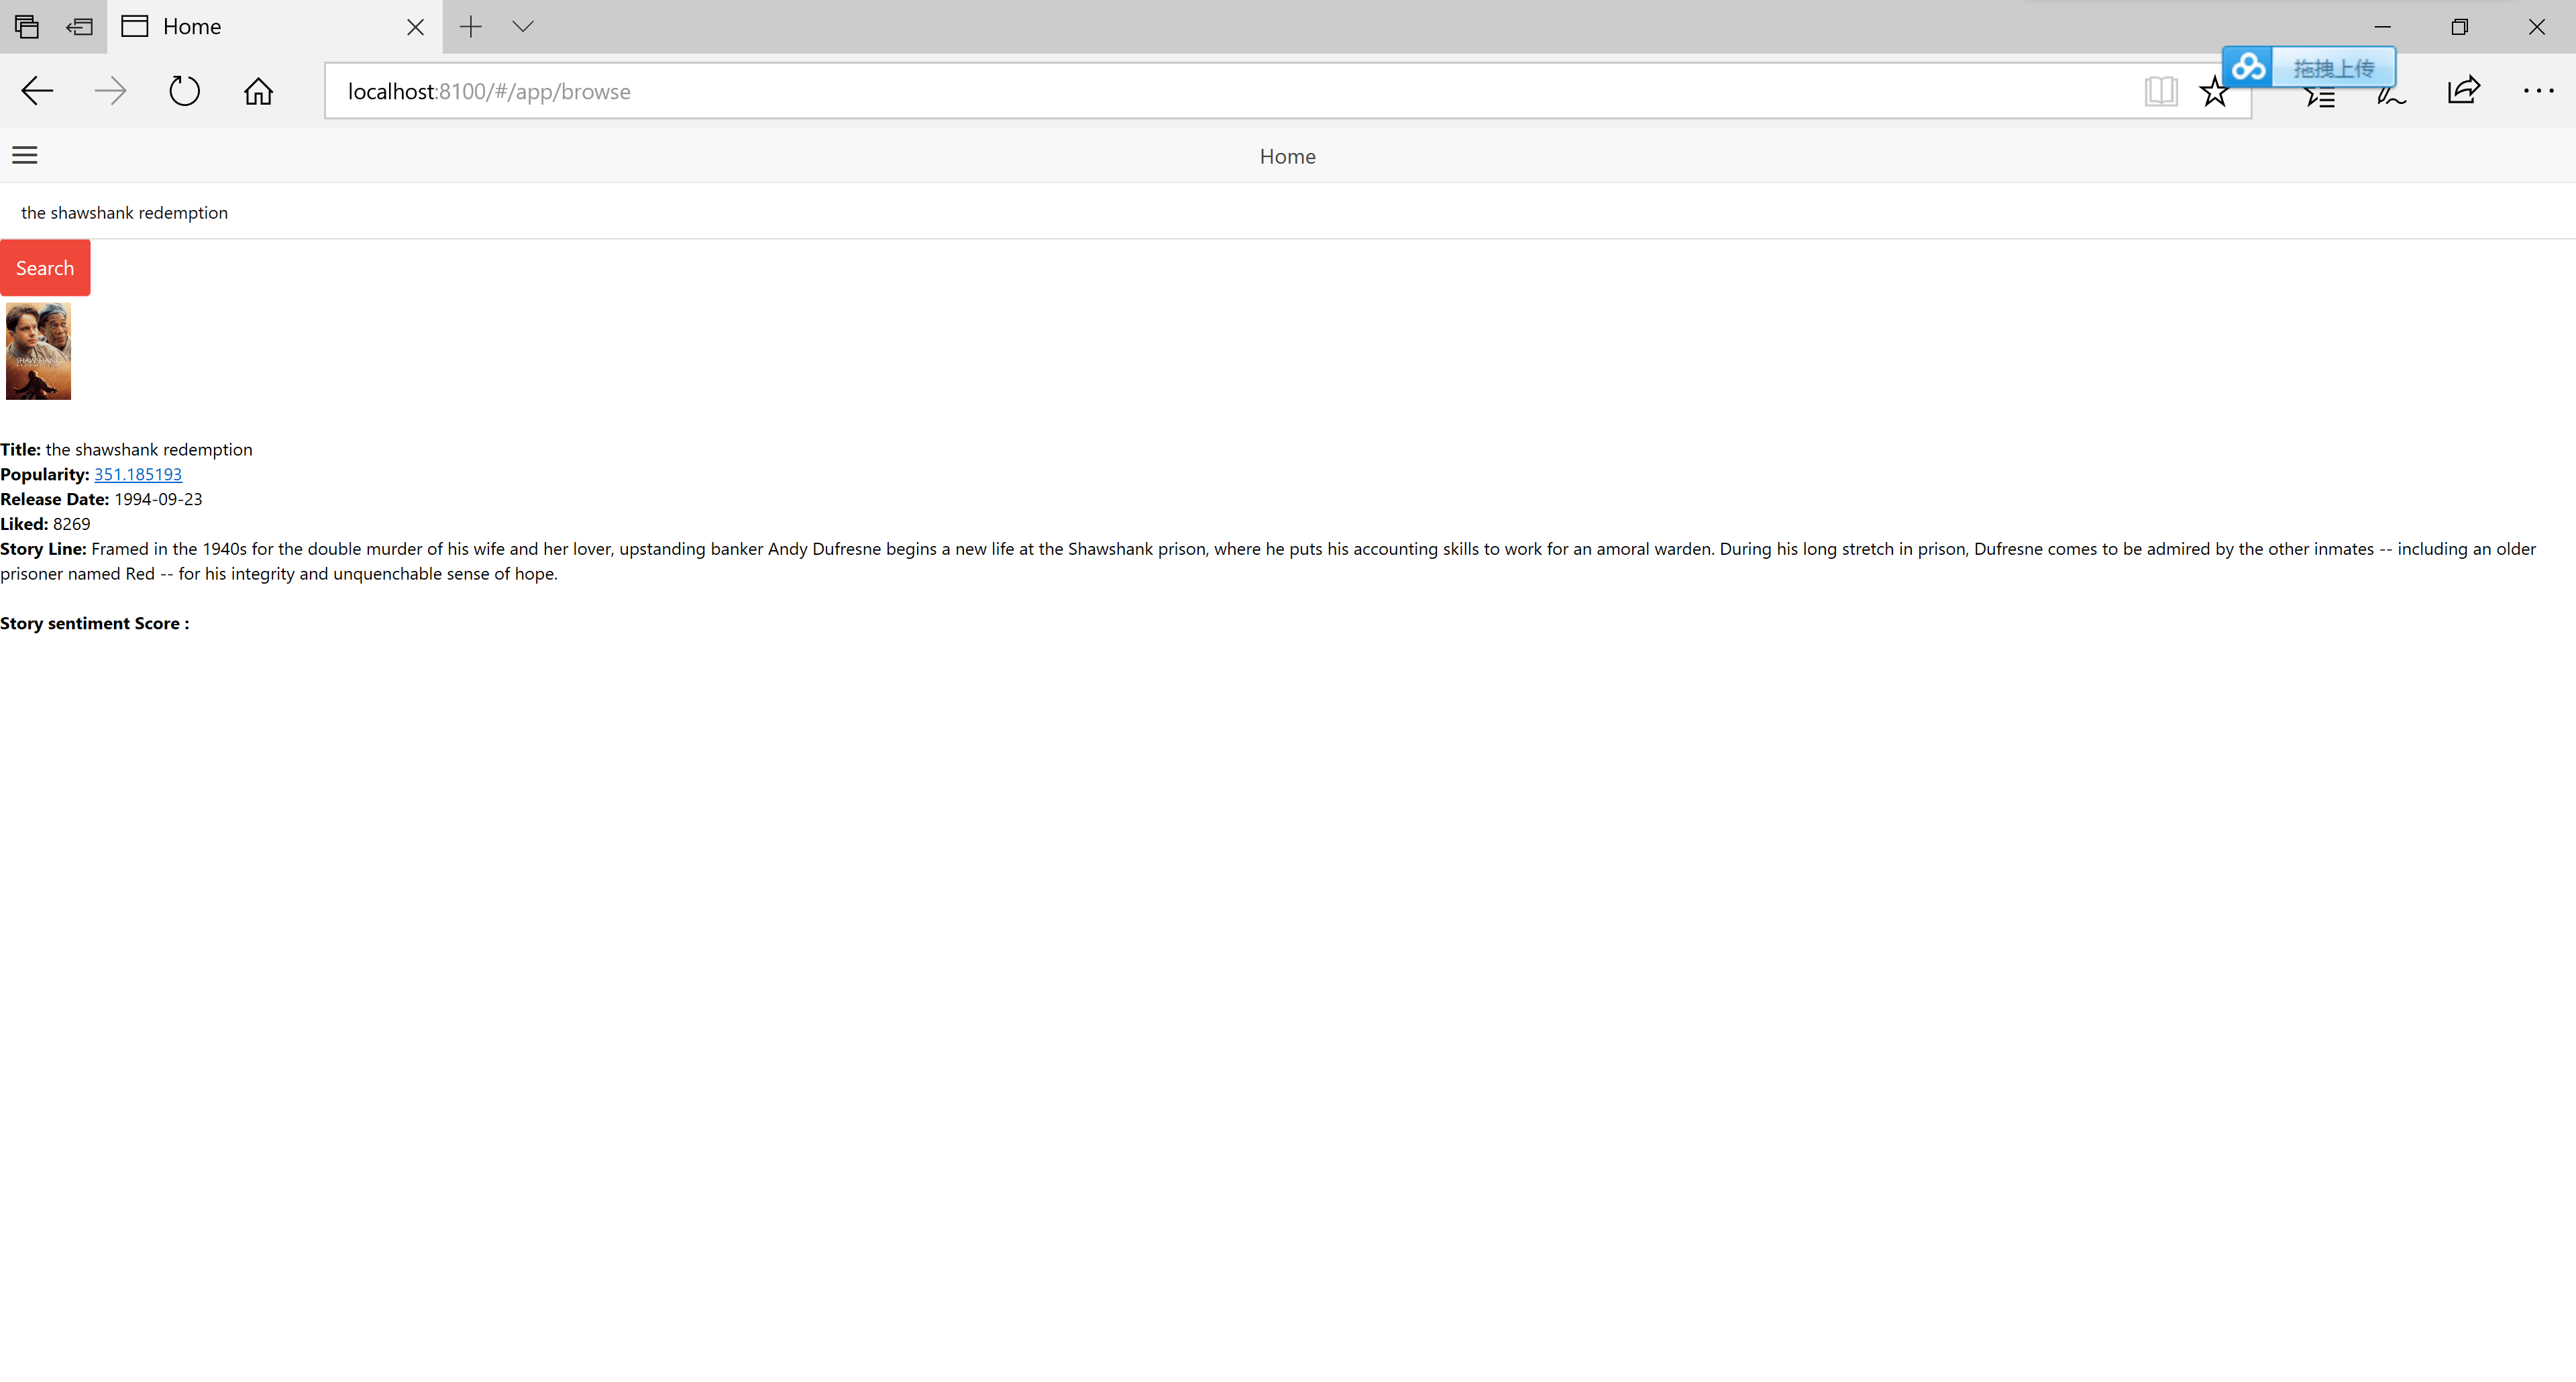 Home
localhost:8100/#/app/browse
拖拽上传
Home
the shawshank redemption
Search
SHAWSHANK
Title: the shawshank redemption
Popularity: 351.185193
Release Date: 1994-09-23
Liked: 8269
Story Line: Framed in the 1940s for the double murder of his wife and her lover, upstanding banker Andy Dufresne begins a new life at the Shawshank prison, where he puts his accounting skills to work for an amoral warden. During his long stretch in prison, Dufresne comes to be admired by the other inmates -- including an older
prisoner named Red -- for his integrity and unquenchable sense of hope.
Story sentiment Score :